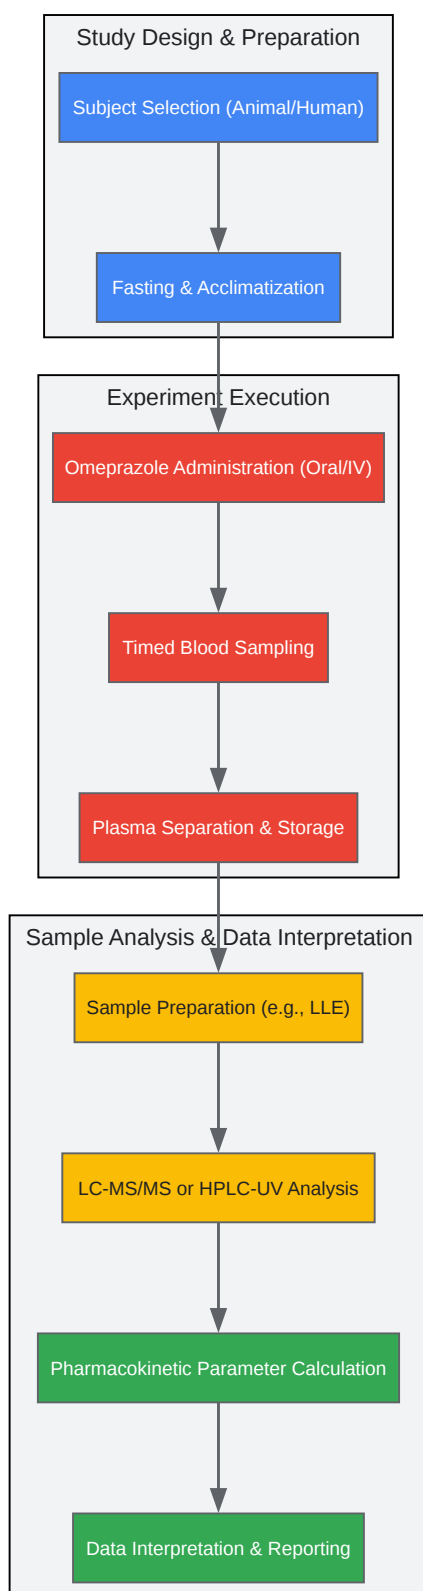 Study Design & Preparation
Subject Selection (Animal/Human)
Fasting & Acclimatization
Experiment Execution
Omeprazole Administration (Oral/IV)
Timed Blood Sampling
Plasma Separation & Storage
Sample Analysis & Data Interpretation
Sample Preparation (e.g., LLE)
LC-MS/MS or HPLC-UV Analysis
Pharmacokinetic Parameter Calculation
Data Interpretation & Reporting